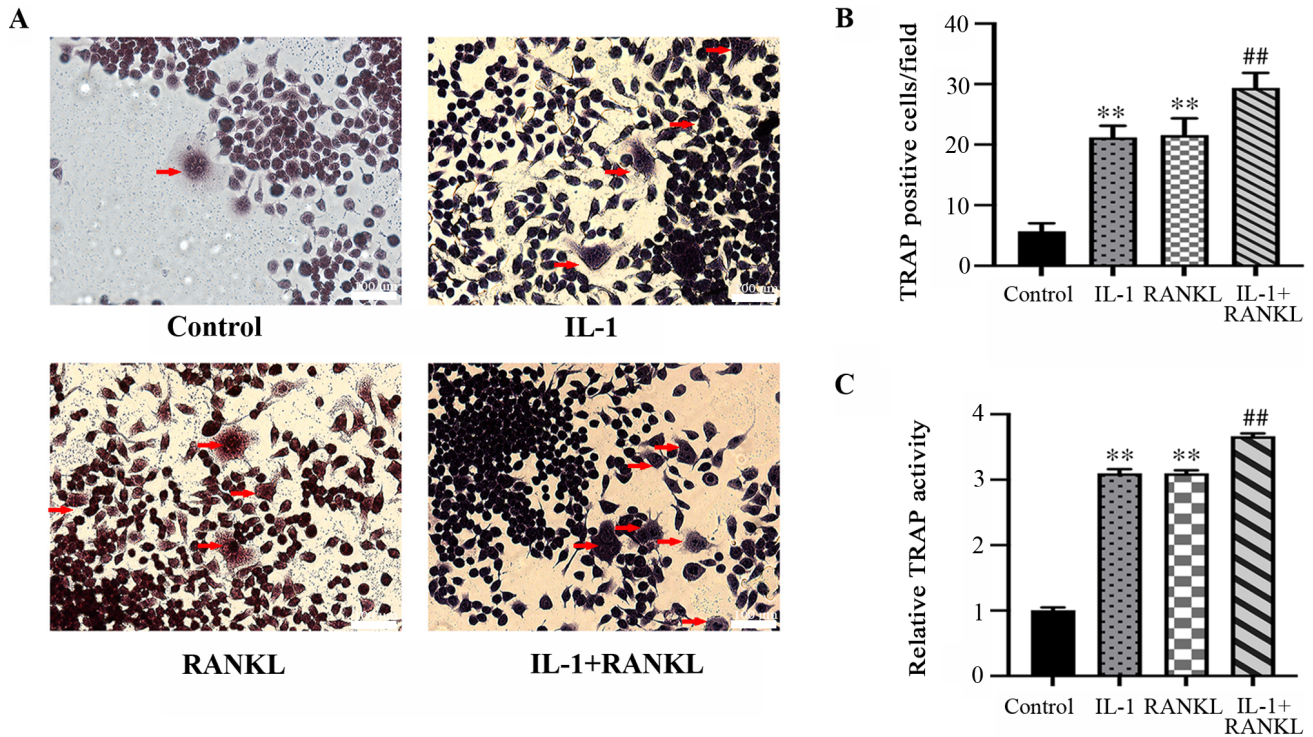 A
Control
100 μm
IL-1
RANKL
IL-1+RANKL
B
TRAP positive cells/field
40
30
20
10
0
**
**
##
Control
IL-1
RANKL
IL-1+
RANKL
C
Relative TRAP activity
4
3
2
1
0
**
**
##
Control
IL-1
RANKL
IL-1+
RANKL